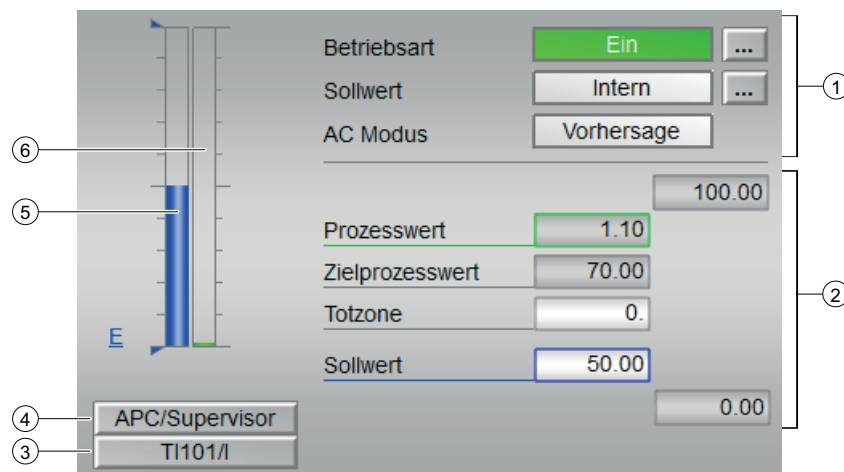 Betriebsart Ein ...
Sollwert Intern ...
AC Modus Vorhersage
1
100.00
Prozesswert 1.10
Zielprozesswert 70.00
Totzone 0.
Sollwert 50.00
0.00
2
6
5
E
4
APC/Supervisor
3
TI101/I